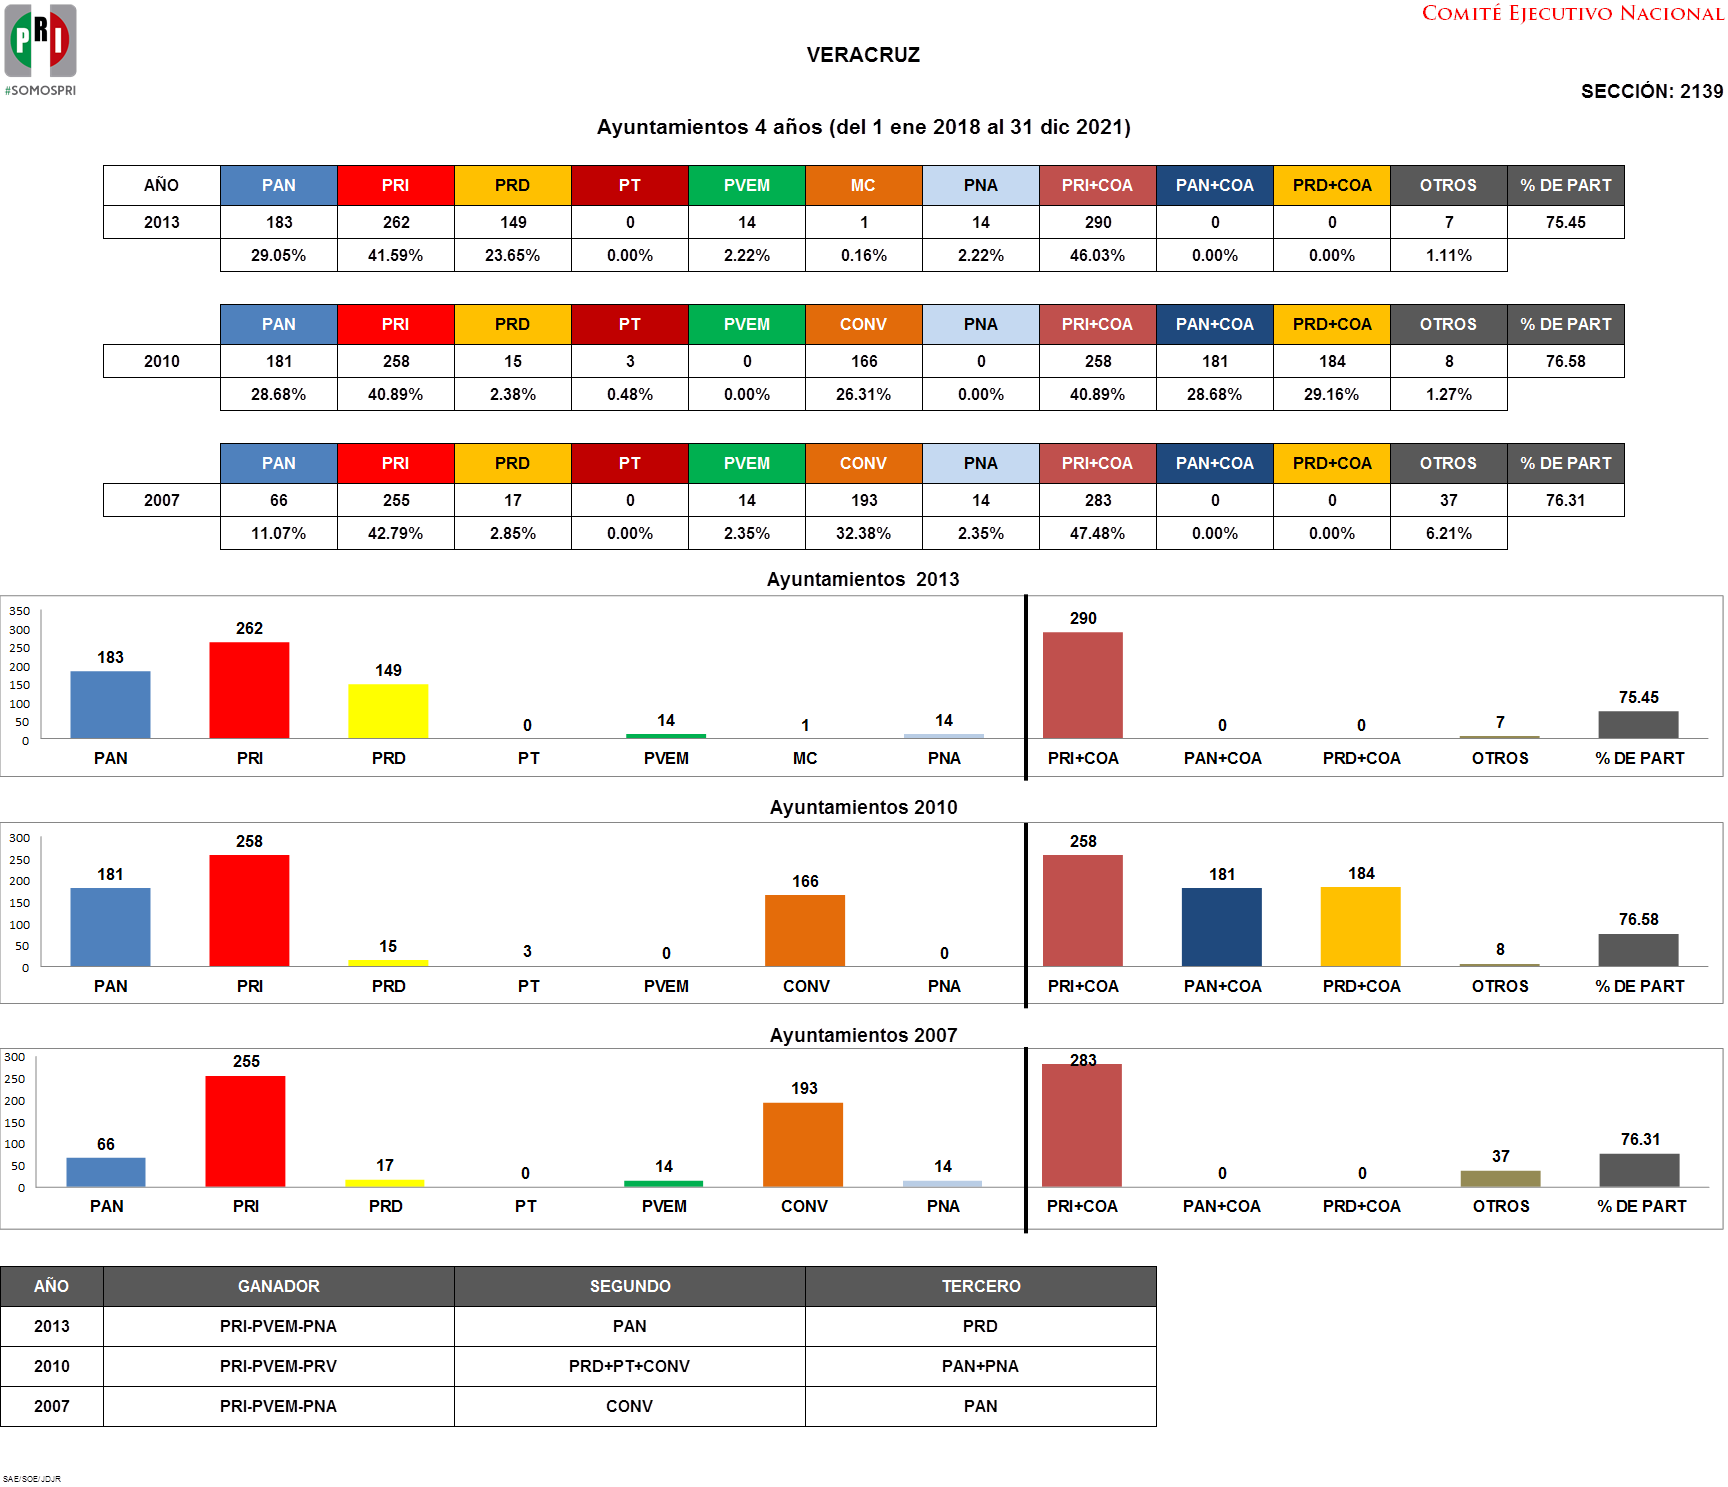 PRI
#SOMOSPRI
COMITÉ EJECUTIVO NACIONAL
VERACRUZ
SECCIÓN: 2139
Ayuntamientos 4 años (del 1 ene 2018 al 31 dic 2021)
AÑO PAN PRI PRD PT PVEM MC PNA PRI+COA PAN+COA PRD+COA OTROS % DE PART
2013 183 262 149 0 14 1 14 290 0 0 7 75.45
29.05% 41.59% 23.65% 0.00% 2.22% 0.16% 2.22% 46.03% 0.00% 0.00% 1.11%
PAN PRI PRD PT PVEM CONV PNA PRI+COA PAN+COA PRD+COA OTROS % DE PART
2010 181 258 15 3 0 166 0 258 181 184 8 76.58
28.68% 40.89% 2.38% 0.48% 0.00% 26.31% 0.00% 40.89% 28.68% 29.16% 1.27%
PAN PRI PRD PT PVEM CONV PNA PRI+COA PAN+COA PRD+COA OTROS % DE PART
2007 66 255 17 0 14 193 14 283 0 0 37 76.31
11.07% 42.79% 2.85% 0.00% 2.35% 32.38% 2.35% 47.48% 0.00% 0.00% 6.21%
Ayuntamientos 2013
350
300
250
200
150
100
50
0
183 262 149 0 14 1 14 290 0 0 7 75.45
PAN PRI PRD PT PVEM MC PNA PRI+COA PAN+COA PRD+COA OTROS % DE PART
Ayuntamientos 2010
300
250
200
150
100
50
0
181 258 15 3 0 166 0 258 181 184 8 76.58
PAN PRI PRD PT PVEM CONV PNA PRI+COA PAN+COA PRD+COA OTROS % DE PART
Ayuntamientos 2007
300
250
200
150
100
50
0
66 255 17 0 14 193 14 283 0 0 37 76.31
PAN PRI PRD PT PVEM CONV PNA PRI+COA PAN+COA PRD+COA OTROS % DE PART
AÑO GANADOR SEGUNDO TERCERO
2013 PRI-PVEM-PNA PAN PRD
2010 PRI-PVEM-PRV PRD+PT+CONV PAN+PNA
2007 PRI-PVEM-PNA CONV PAN
SAE/SOE/JDJR